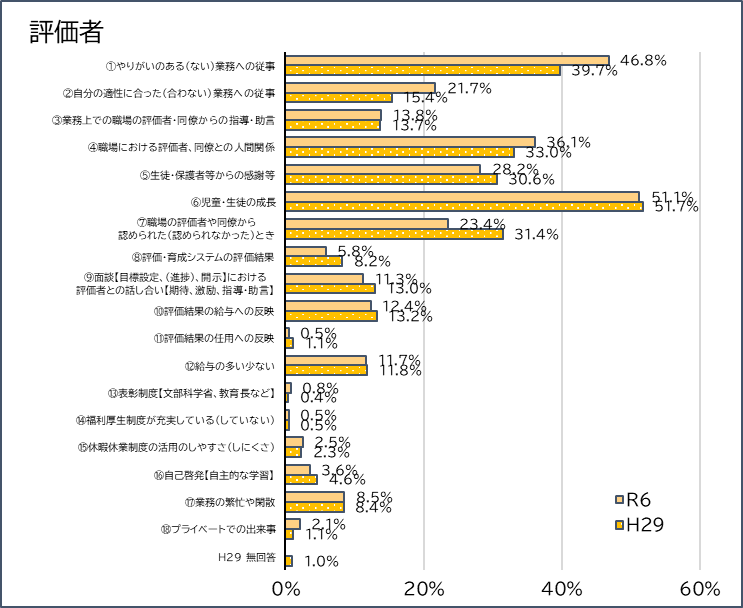 評価者
①やりがいのある(ない)業務への従事
46.8%
39.7%
②自分の適性に合った(合わない)業務への従事
21.7%
15.4%
③業務上での職場の評価者・同僚からの指導・助言
13.8%
13.7%
④職場における評価者、同僚との人間関係
36.1%
33.0%
⑤生徒・保護者等からの感謝等
28.2%
30.6%
⑥児童・生徒の成長
51.1%
51.7%
⑦職場の評価者や同僚から
認められた(認められなかった)とき
23.4%
31.4%
⑧評価・育成システムの評価結果
5.8%
8.2%
⑨面談【目標設定、(進捗)、開示】における
評価者との話し合い【期待、激励、指導・助言】
11.3%
13.0%
⑩評価結果の給与への反映
12.4%
13.2%
⑪評価結果の任用への反映
0.5%
1.1%
⑫給与の多い少ない
11.7%
11.8%
⑬表彰制度【文部科学省、教育長など】
0.8%
0.4%
⑭福利厚生制度が充実している(していない)
0.5%
0.5%
⑮休暇休業制度の活用のしやすさ(しにくさ)
2.5%
2.3%
⑯自己啓発【自主的な学習】
3.6%
4.6%
⑰業務の繁忙や閑散
8.5%
8.4%
⑱プライベートでの出来事
2.1%
1.1%
H29 無回答
1.0%
R6
H29
0%
20%
40%
60%